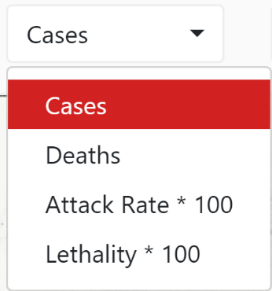 Cases
Cases
Deaths
Attack Rate * 100
Lethality * 100